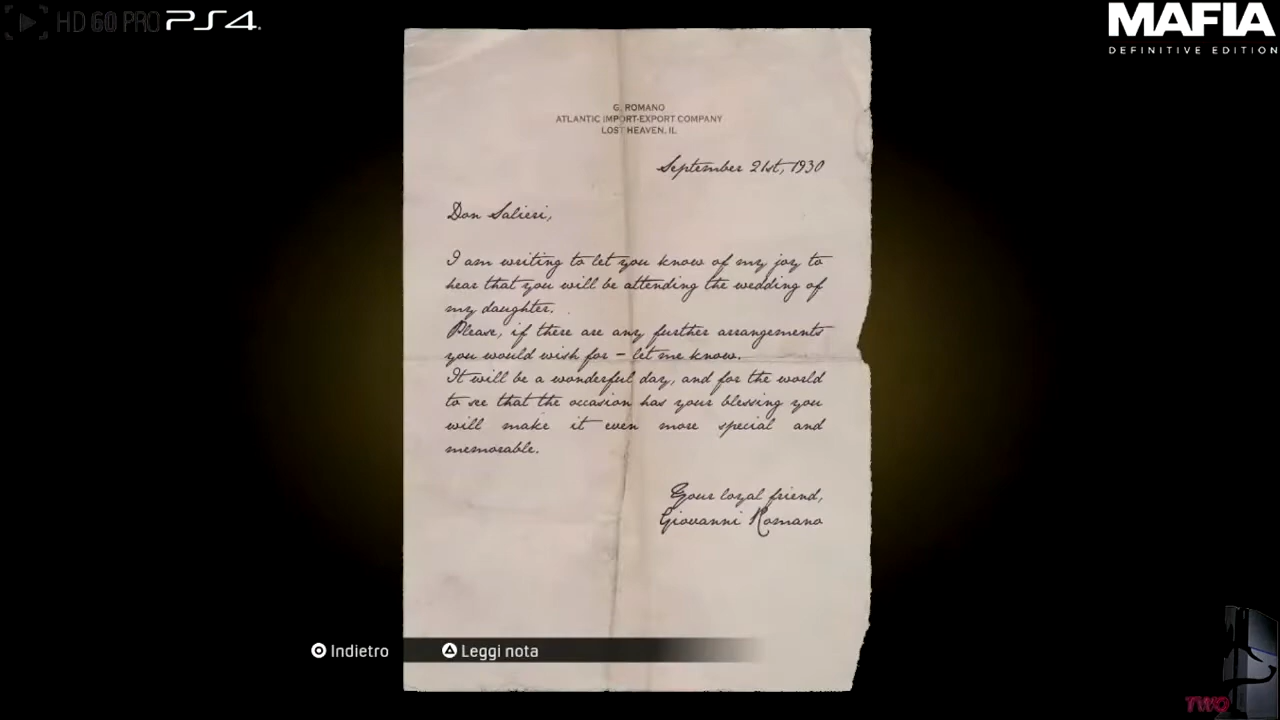 HD GO PRO PS4.
MAFIA
DEFINITIVE EDITION
G. ROMANO
ATLANTIC IMPORT-EXPORT COMPANY
LOST HEAVEN, IL
September 21st, 1930
Don Salieri,
I am writing to let you know of my joy to
hear that you will be attending the wedding of
my daughter.
Please, if there are any further arrangements
you would wish for – let me know.
It will be a wonderful day, and for the world
to see that the occasion has your blessing you
will make it even more special and
memorable.
Your loyal friend,
Giovanni Romano
Indietro
Leggi nota
TWO